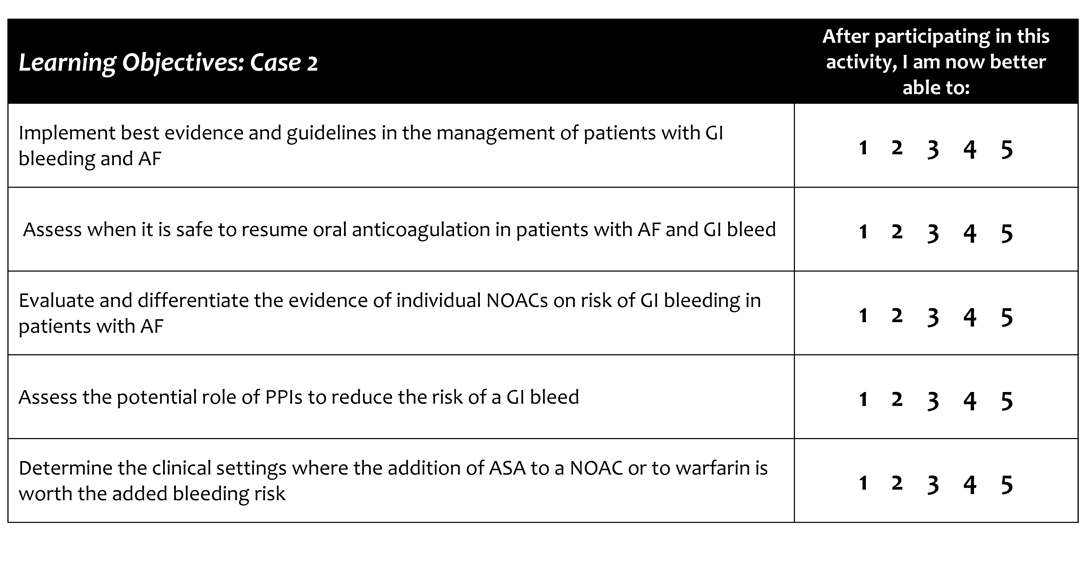 Learning Objectives: Case 2
After participating in this
activity, I am now better
able to:
Implement best evidence and guidelines in the management of patients with GI
bleeding and AF
1 2 3 4 5
Assess when it is safe to resume oral anticoagulation in patients with AF and GI bleed
1 2 3 4 5
Evaluate and differentiate the evidence of individual NOACs on risk of GI bleeding in
patients with AF
1 2 3 4 5
Assess the potential role of PPIs to reduce the risk of a GI bleed
1 2 3 4 5
Determine the clinical settings where the addition of ASA to a NOAC or to warfarin is
worth the added bleeding risk
1 2 3 4 5